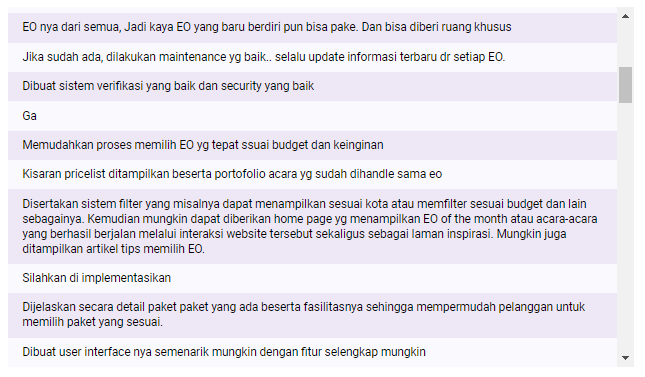 EO nya dari semua, Jadi kaya EO yang baru berdiri pun bisa pake. Dan bisa diberi ruang khusus
Jika sudah ada, dilakukan maintenance yg baik.. selalu update informasi terbaru dr setiap EO.
Dibuat sistem verifikasi yang baik dan security yang baik
Ga
Memudahkan proses memilih EO yg tepat ssuai budget dan keinginan
Kisaran pricelist ditampilkan beserta portofolio acara yg sudah dihandle sama eo
Disertakan sistem filter yang misalnya dapat menampilkan sesuai kota atau memfilter sesuai budget dan lain
sebagainya. Kemudian mungkin dapat diberikan home page yg menampilkan EO of the month atau acara-acara
yang berhasil berjalan melalui interaksi website tersebut sekaligus sebagai laman inspirasi. Mungkin juga
ditampilkan artikel tips memilih EO.
Silahkan di implementasikan
Dijelaskan secara detail paket paket yang ada beserta fasilitasnya sehingga mempermudah pelanggan untuk
memilih paket yang sesuai.
Dibuat user interface nya semenarik mungkin dengan fitur selengkap mungkin